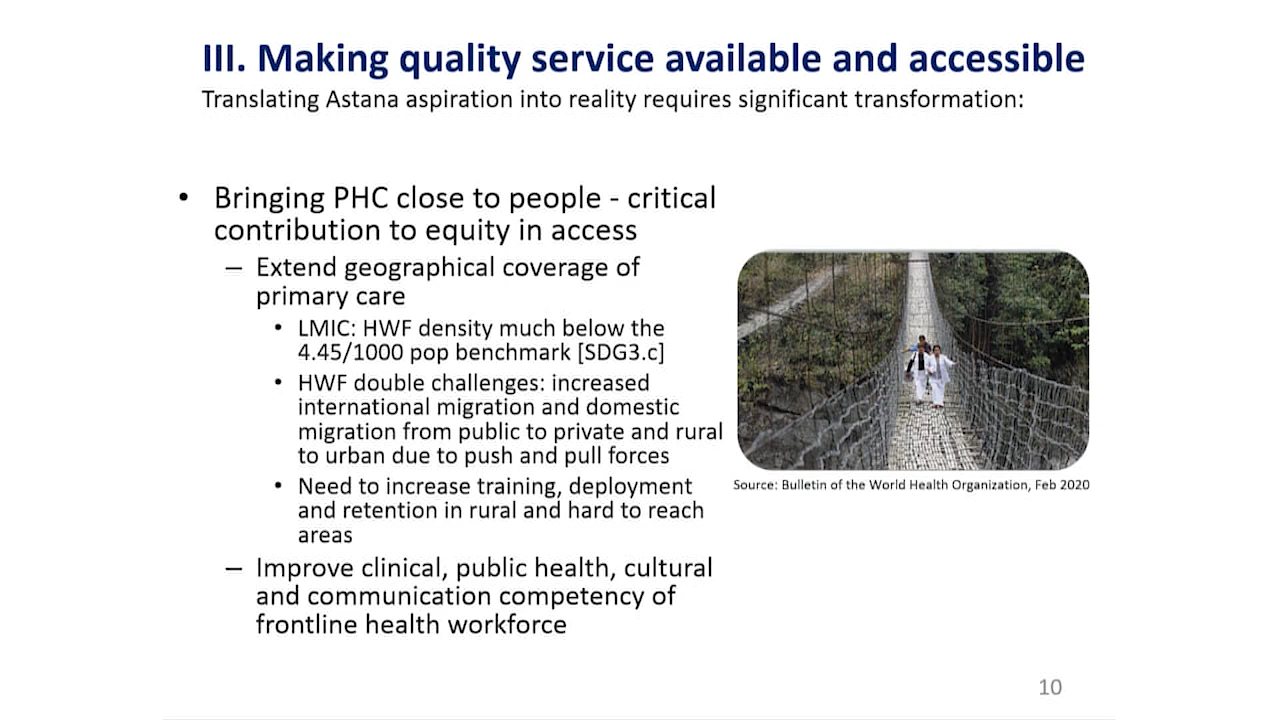 III. Making quality service available and accessible
Translating Astana aspiration into reality requires significant transformation:
• Bringing PHC close to people - critical
contribution to equity in access
– Extend geographical coverage of
primary care
• LMIC: HWF density much below the
4.45/1000 pop benchmark [SDG3.c]
• HWF double challenges: increased
international migration and domestic
migration from public to private and rural
to urban due to push and pull forces
• Need to increase training, deployment
and retention in rural and hard to reach
areas
– Improve clinical, public health, cultural
and communication competency of
frontline health workforce
Source: Bulletin of the World Health Organization, Feb 2020
10